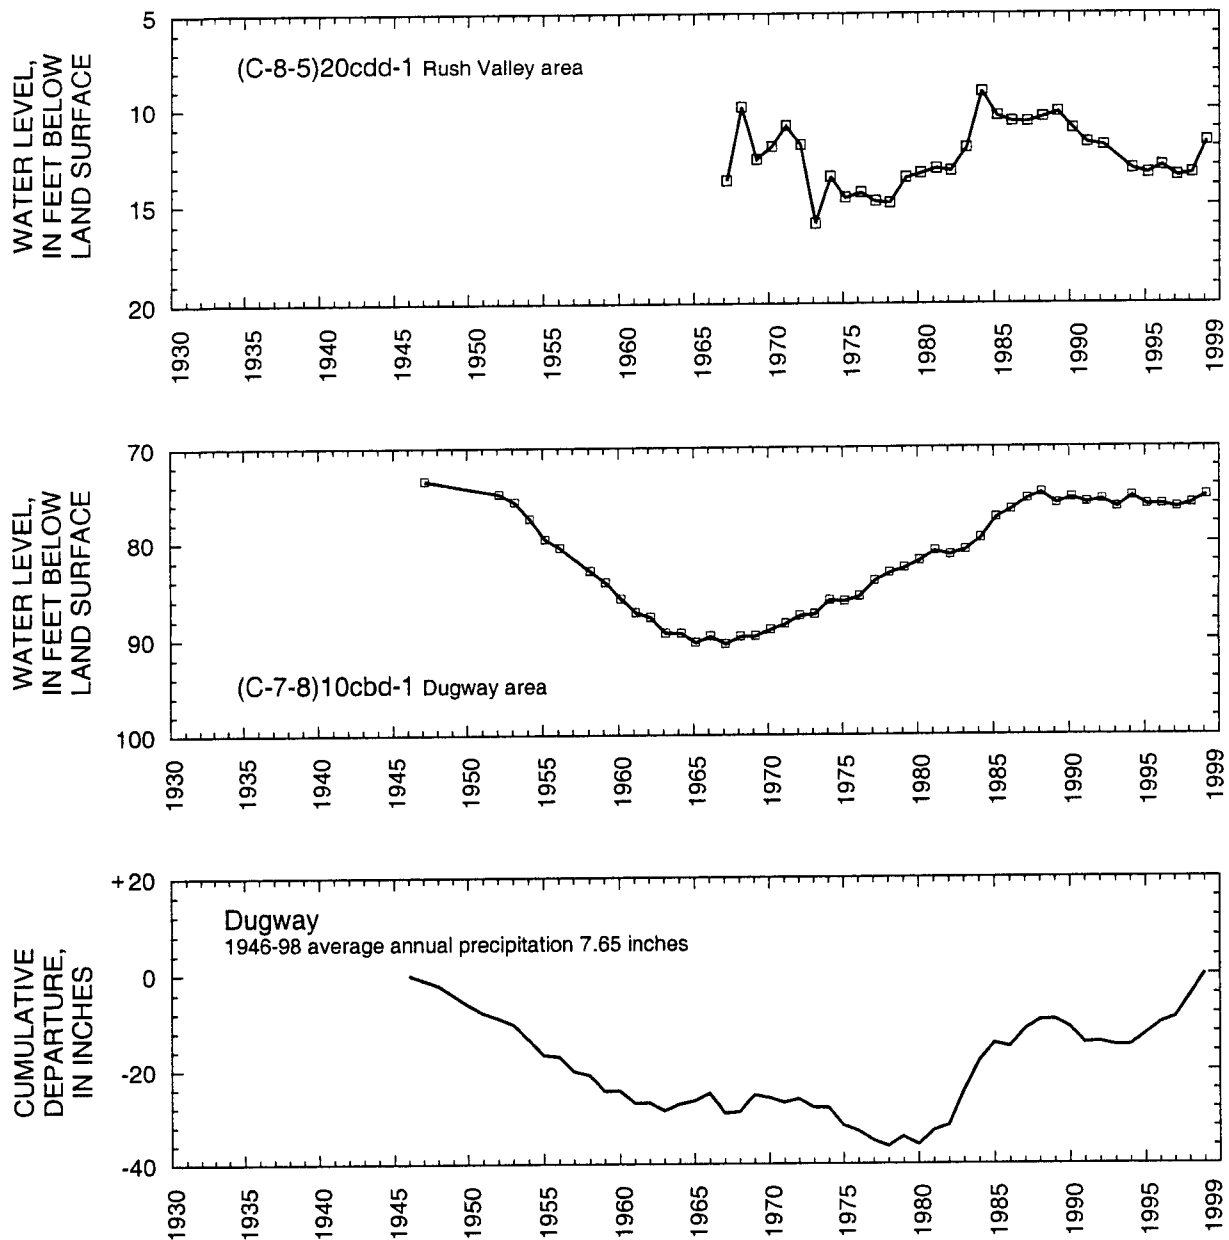 WATER LEVEL,
IN FEET BELOW
LAND SURFACE
5
10
15
20
(C-8-5)20cdd-1 Rush Valley area
1930 1935 1940 1945 1950 1955 1960 1965 1970 1975 1980 1985 1990 1995 1999
WATER LEVEL,
IN FEET BELOW
LAND SURFACE
70
80
90
100
(C-7-8)10cbd-1 Dugway area
1930 1935 1940 1945 1950 1955 1960 1965 1970 1975 1980 1985 1990 1995 1999
CUMULATIVE
DEPARTURE,
IN INCHES
+20
0
-20
-40
Dugway
1946-98 average annual precipitation 7.65 inches
1930 1935 1940 1945 1950 1955 1960 1965 1970 1975 1980 1985 1990 1995 1999